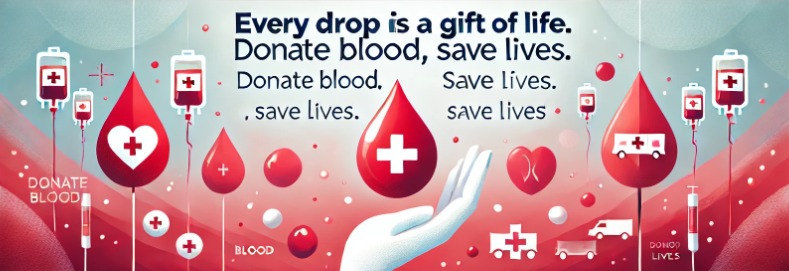 Every drop is a gift of life.
Donate blood, save lives.
Donate blood. Save lives.
, save lives. save lives
DONATE
BLOOD
BLOOD
LIVES